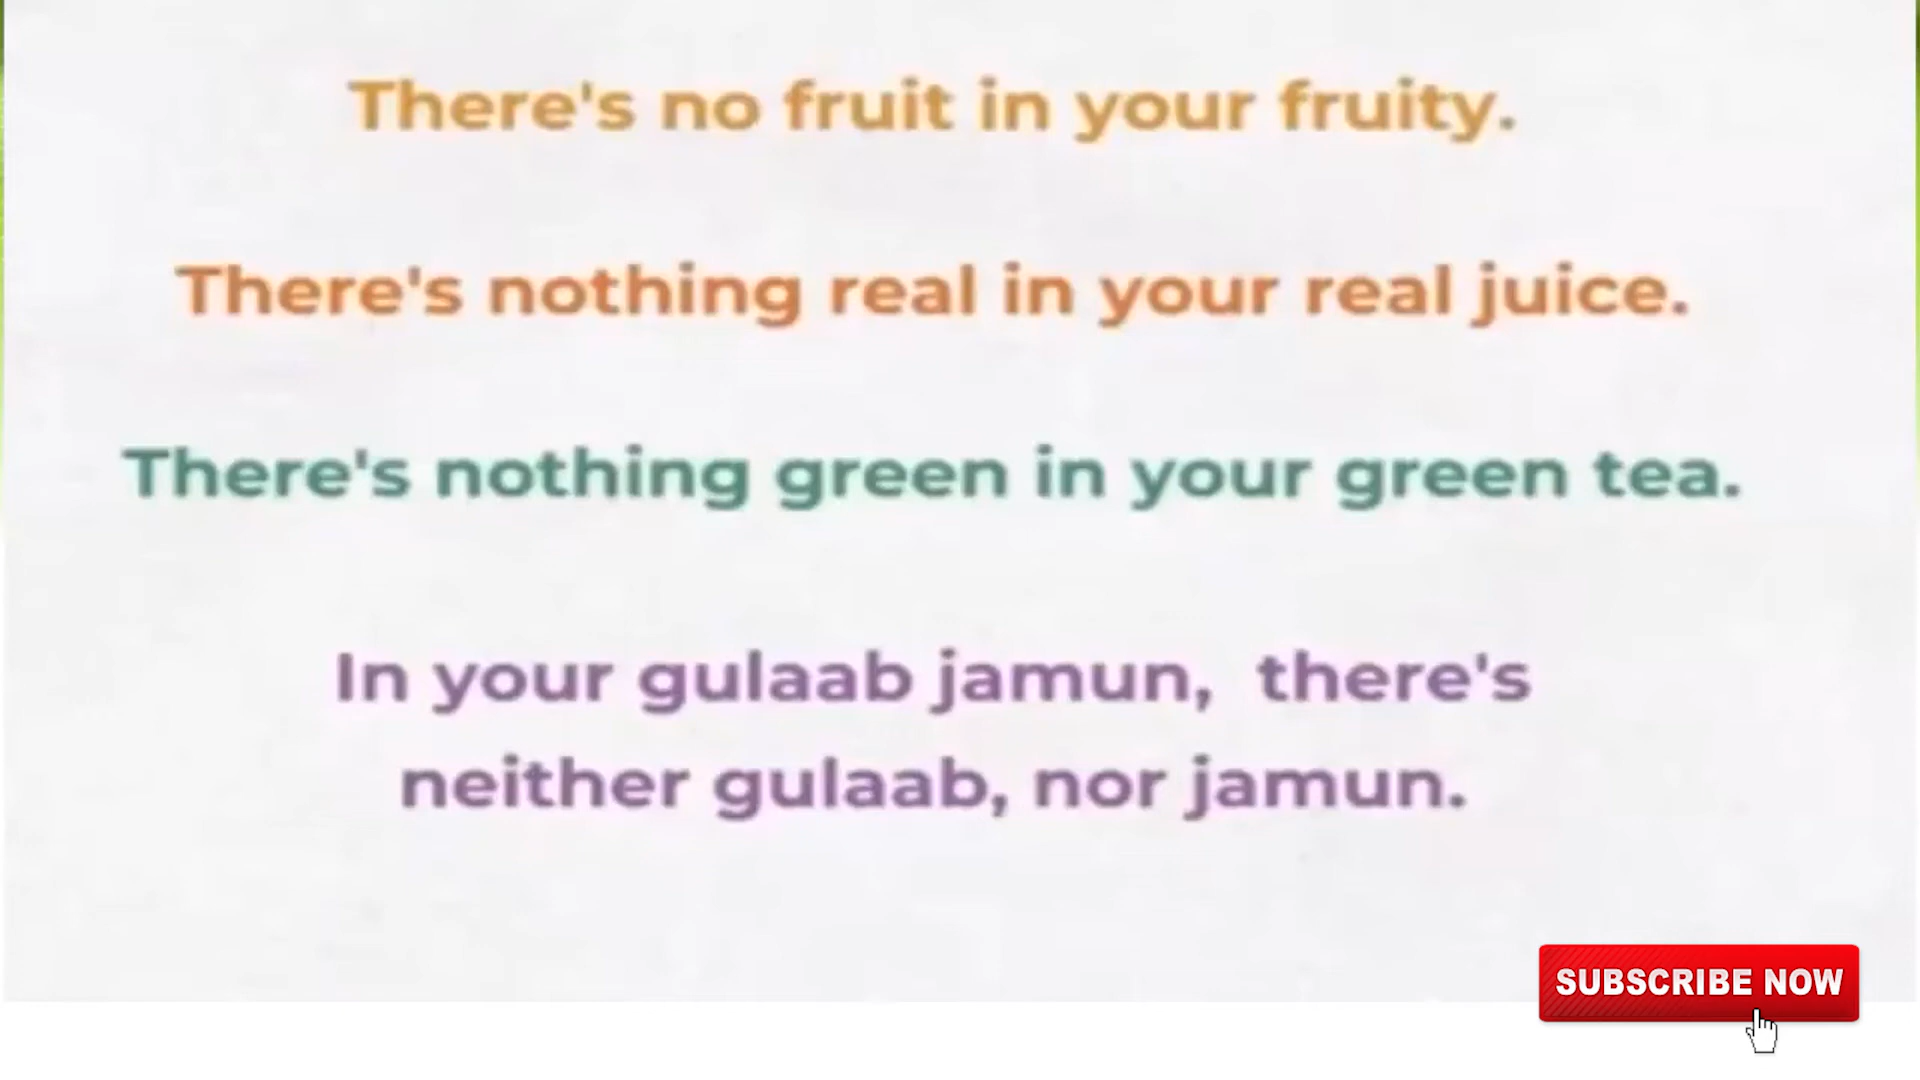 There's no fruit in your fruity.
There's nothing real in your real juice.
There's nothing green in your green tea.
In your gulaab jamun, there's
neither gulaab, nor jamun.
SUBSCRIBE NOW